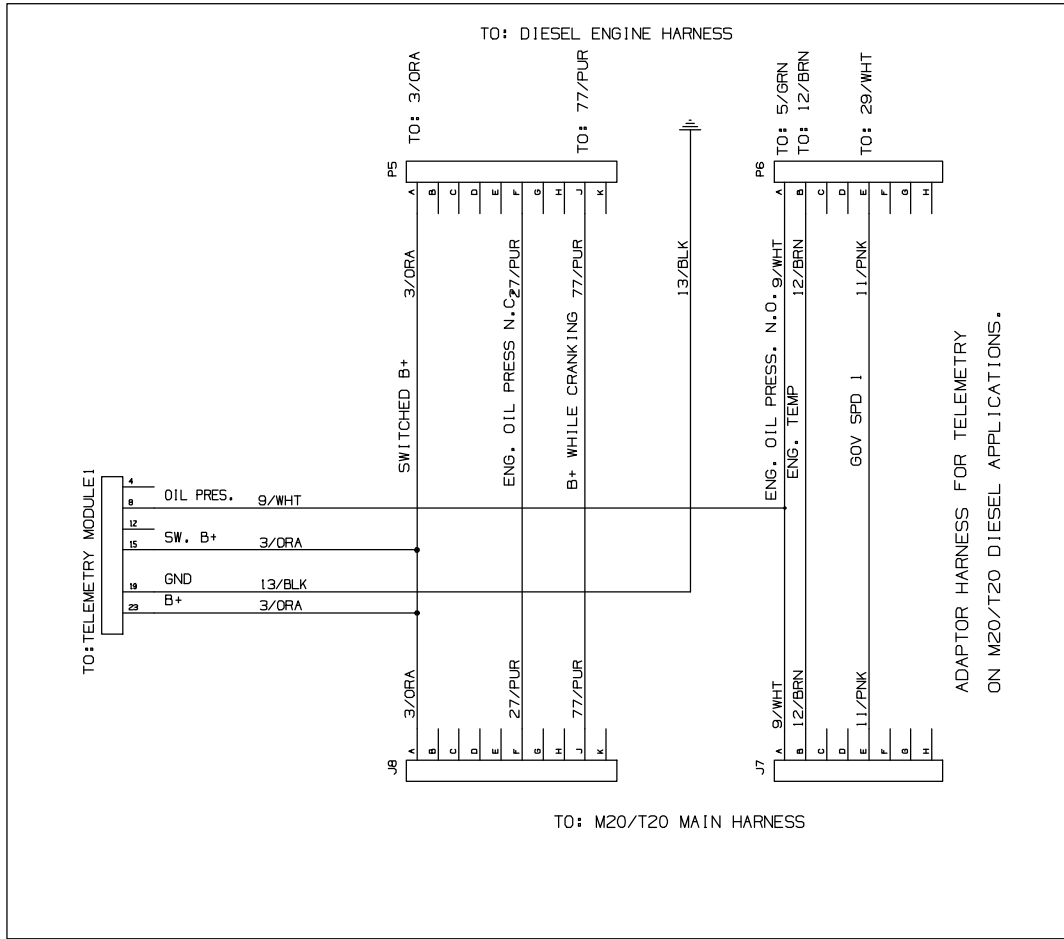 TO: DIESEL ENGINE HARNESS
TO: 3/ORA
TO: 77/PUR
TO: 5/GRN
TO: 12/BRN
TO: 29/WHT
P5
A
B
C
D
E
F
G
H
J
K
P6
A
B
C
D
E
F
G
H
3/ORA
27/PUR
77/PUR
13/BLK
9/WHT
12/BRN
11/PNK
SWITCHED B+
ENG. OIL PRESS N.C.
B+ WHILE CRANKING
ENG. OIL PRESS. N.O.
ENG. TEMP
GOV SPD 1
TO:TELEMETRY MODULE1
4
8
OIL PRES.
9/WHT
12
15
SW. B+
3/ORA
19
GND
13/BLK
23
B+
3/ORA
3/ORA
27/PUR
77/PUR
9/WHT
12/BRN
11/PNK
J8
A
B
C
D
E
F
G
H
J
K
J7
A
B
C
D
E
F
G
H
TO: M20/T20 MAIN HARNESS
ADAPTOR HARNESS FOR TELEMETRY
ON M20/T20 DIESEL APPLICATIONS.